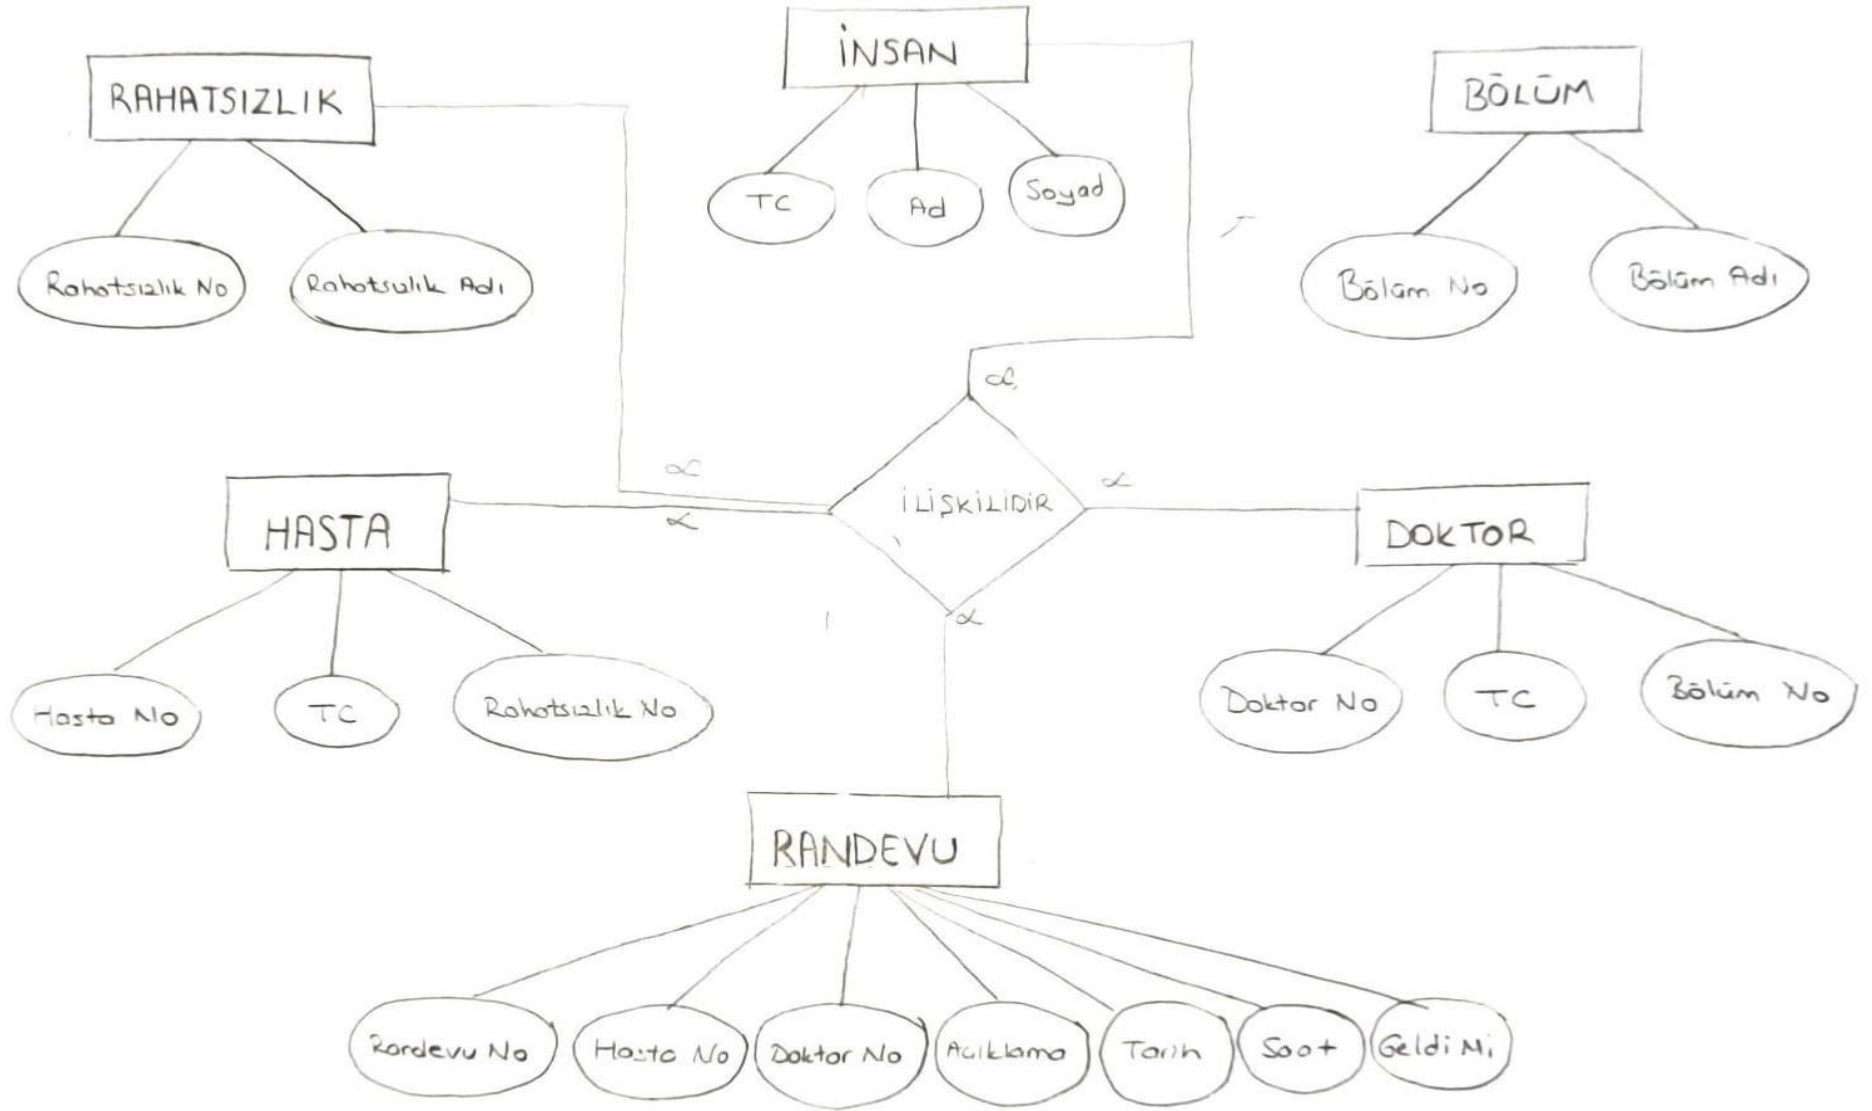 İNSAN
RAHATSIZLIK
BÖLÜM
TC
Ad
Soyad
Rahatsızlık No
Rahatsızlık Adı
Bölüm No
Bölüm Adı
α
α
α
α
İLİŞKİLİDİR
HASTA
DOKTOR
α
Hasta No
TC
Rahatsızlık No
Doktor No
TC
Bölüm No
RANDEVU
Randevu No
Hasta No
Doktor No
Açıklama
Tarih
Saat
Geldi Mi